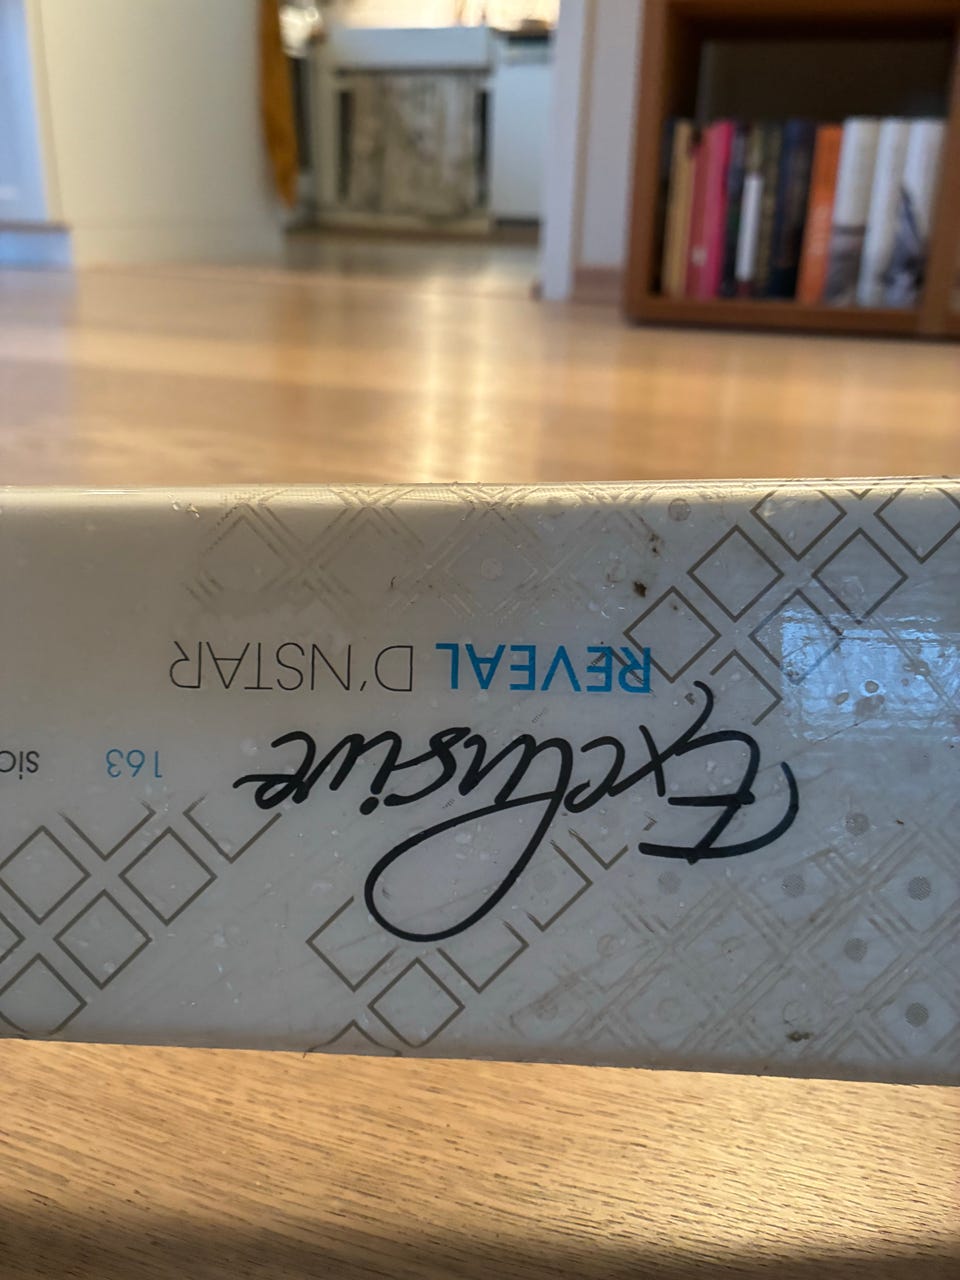 Exclusive
163
REVEAL D'NSTAR